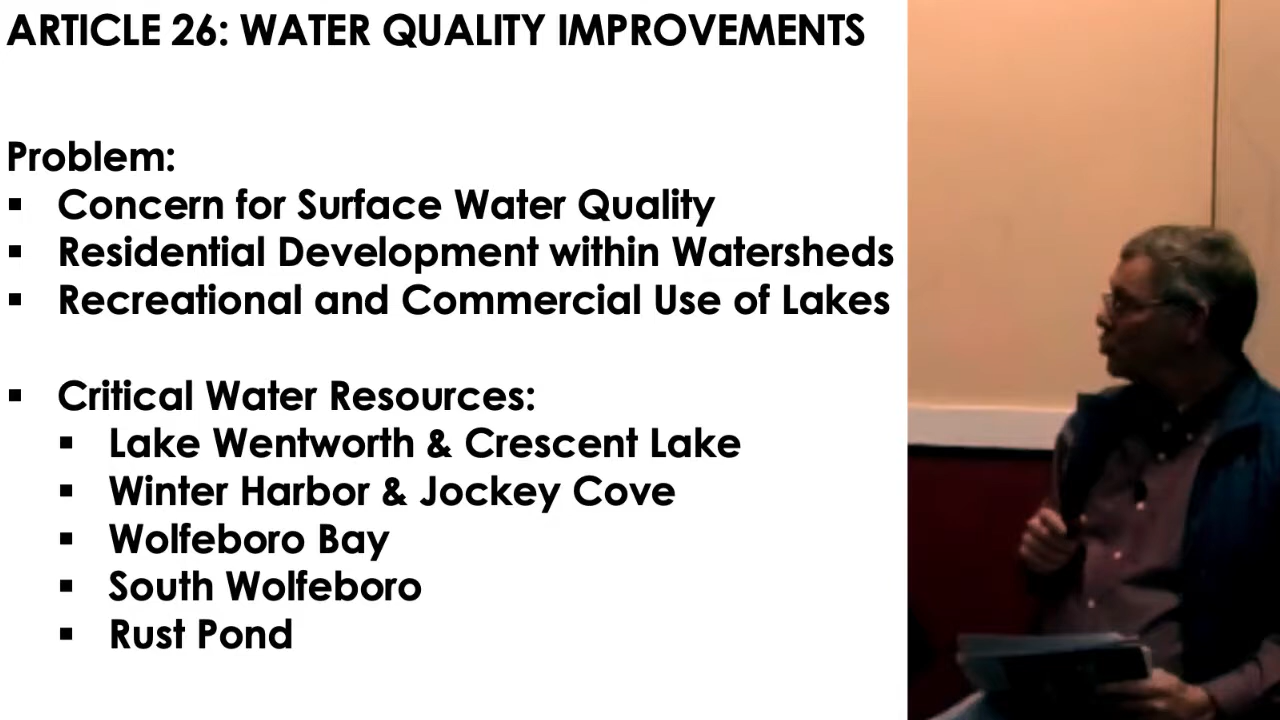 ARTICLE 26: WATER QUALITY IMPROVEMENTS
Problem:
▪ Concern for Surface Water Quality
▪ Residential Development within Watersheds
▪ Recreational and Commercial Use of Lakes
▪ Critical Water Resources:
▪ Lake Wentworth & Crescent Lake
▪ Winter Harbor & Jockey Cove
▪ Wolfeboro Bay
▪ South Wolfeboro
▪ Rust Pond